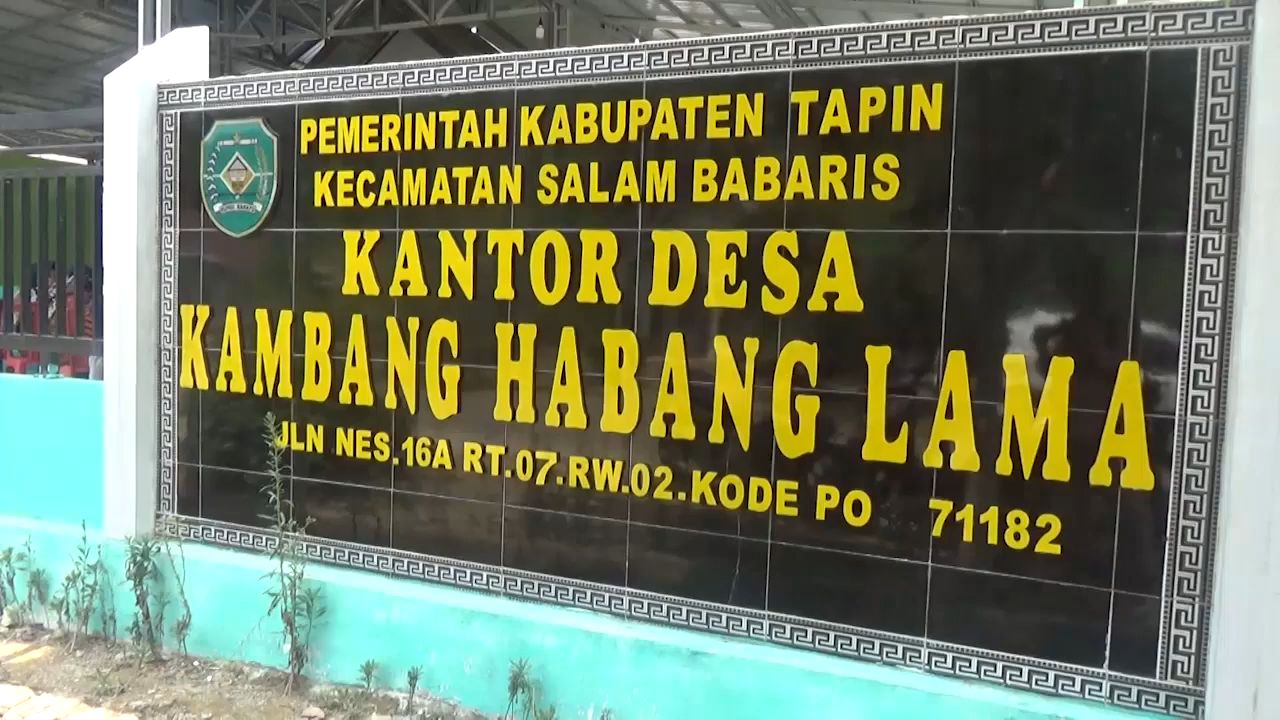 PEMERINTAH KABUPATEN TAPIN
KECAMATAN SALAM BABARIS
KANTOR DESA
KAMBANG HABANG LAMA
JLN NES.16A RT.07.RW.02.KODE PO 71182